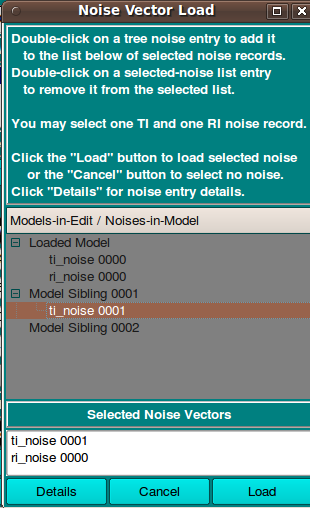 Noise Vector Load
Double-click on a tree noise entry to add it
to the list below of selected noise records.
Double-click on a selected-noise list entry
to remove it from the selected list.
You may select one TI and one RI noise record.
Click the "Load" button to load selected noise
or the "Cancel" button to select no noise.
Click "Details" for noise entry details.
Models-in-Edit / Noises-in-Model
Loaded Model
ti_noise 0000
ri_noise 0000
Model Sibling 0001
ti_noise 0001
Model Sibling 0002
Selected Noise Vectors
ti_noise 0001
ri_noise 0000
Details Cancel Load